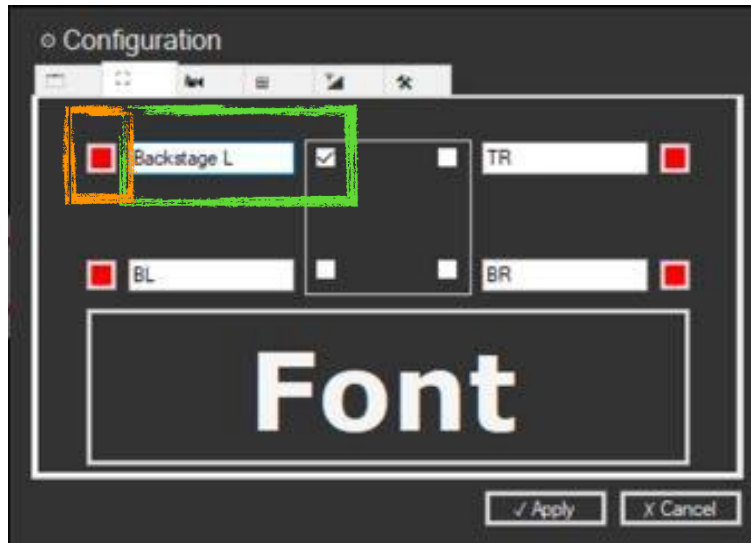 Configuration
Backstage L
TR
BL
BR
Font
✓ Apply
X Cancel